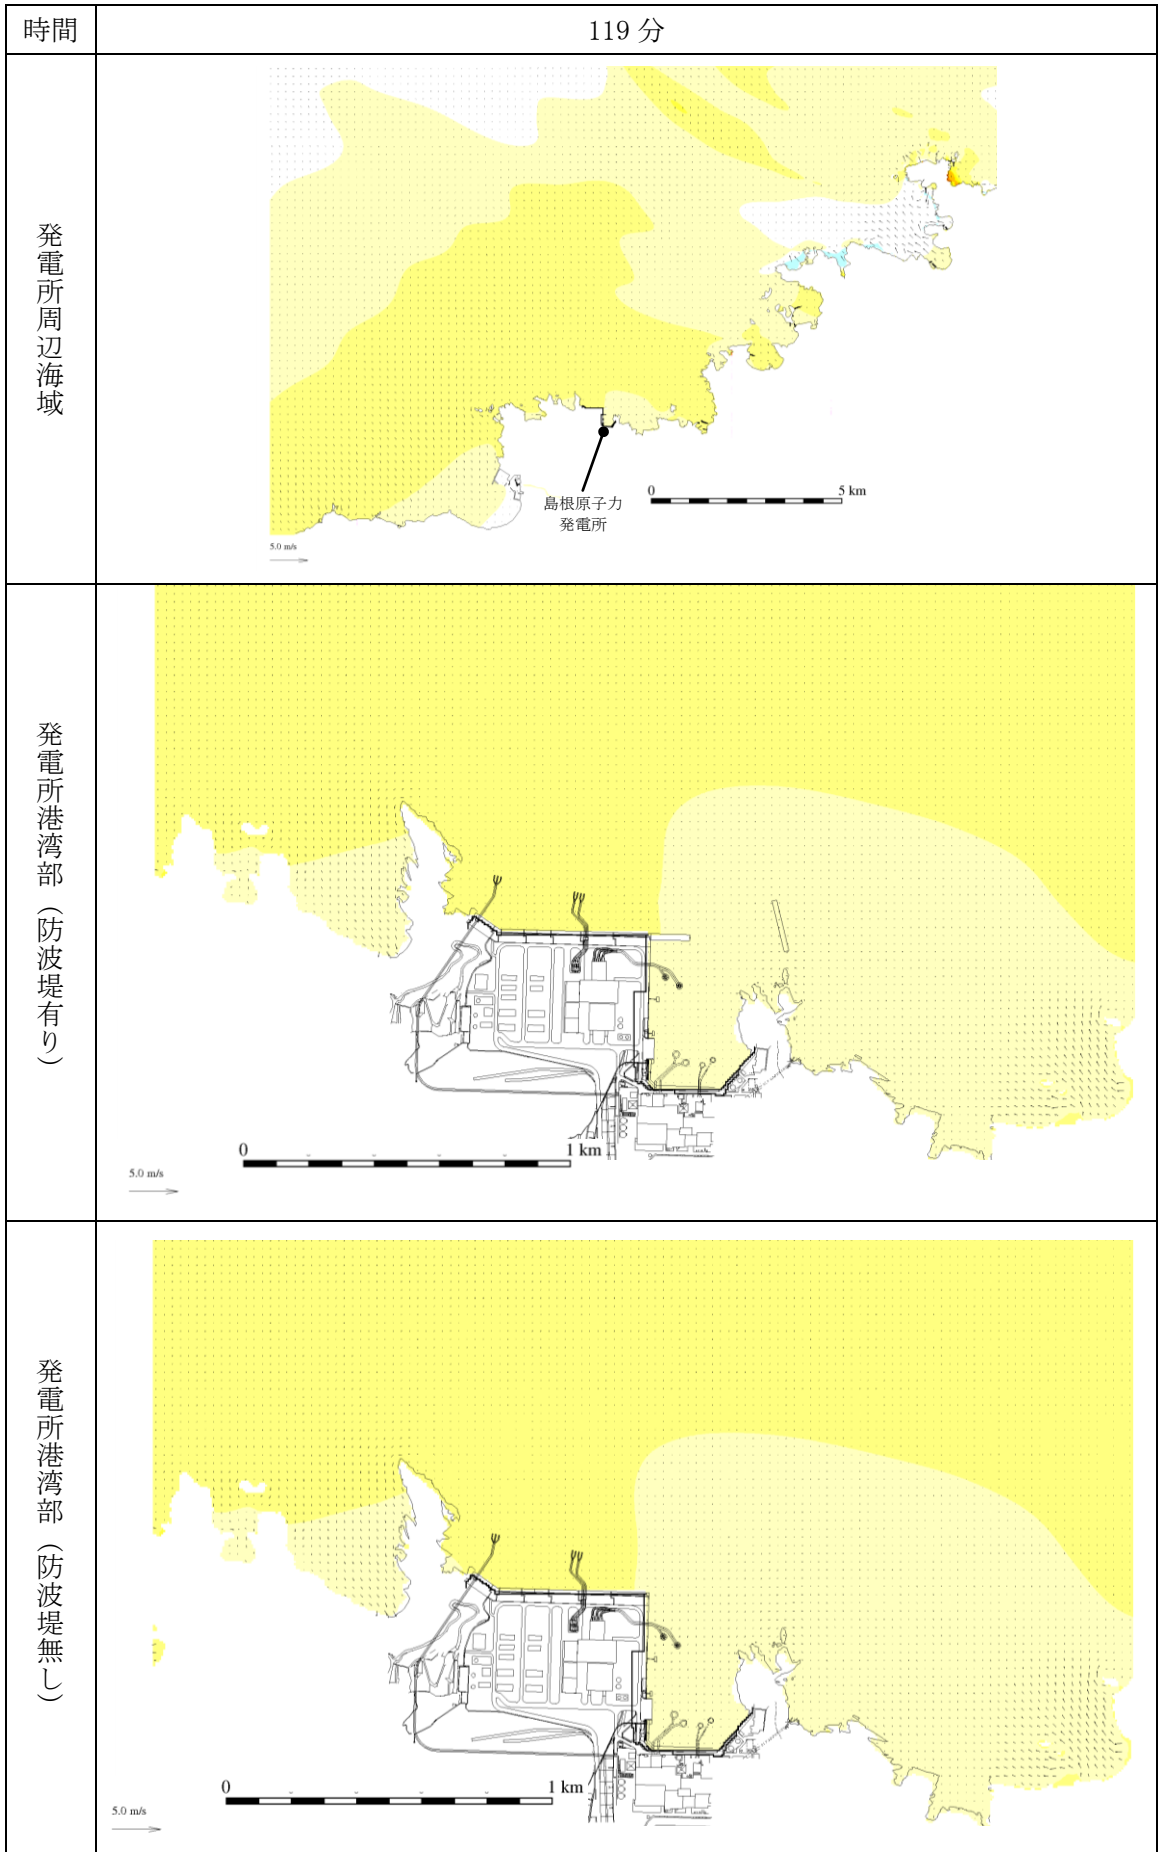 時間
119 分
発電所周辺海域
島根原子力
発電所
0
5 km
5.0 m/s
発電所港湾部（防波堤有り）
0
1 km
5.0 m/s
発電所港湾部（防波堤無し）
0
1 km
5.0 m/s